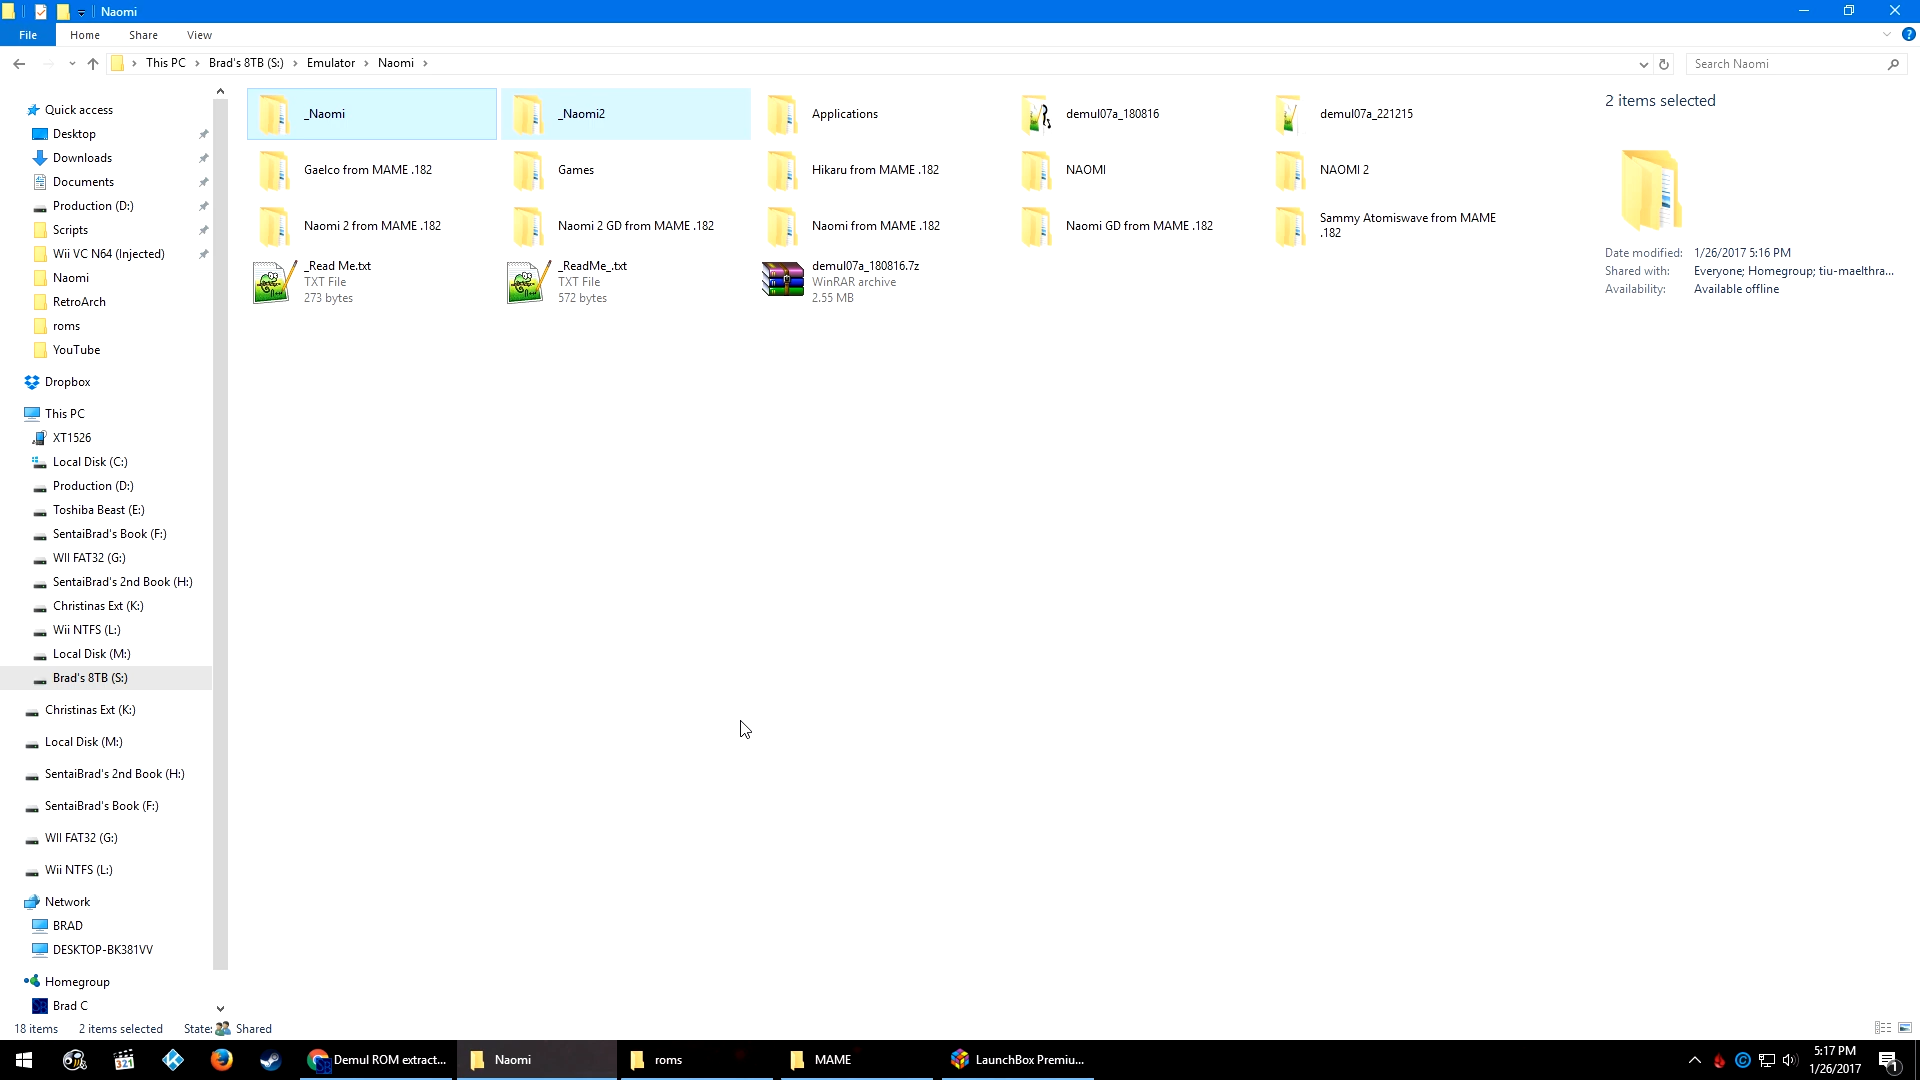 Naomi
File Home Share View
This PC Brad's 8TB (S:) Emulator Naomi
Search Naomi
Quick access
Desktop
Downloads
Documents
Production (D:)
Scripts
Wii VC N64 (Injected)
Naomi
RetroArch
roms
YouTube
Dropbox
This PC
XT1526
Local Disk (C:)
Production (D:)
Toshiba Beast (E:)
SentaiBrad's Book (F:)
WII FAT32 (G:)
SentaiBrad's 2nd Book (H:)
Christinas Ext (K:)
Wii NTFS (L:)
Local Disk (M:)
Brad's 8TB (S:)
Christinas Ext (K:)
Local Disk (M:)
SentaiBrad's 2nd Book (H:)
SentaiBrad's Book (F:)
WII FAT32 (G:)
Wii NTFS (L:)
Network
BRAD
DESKTOP-BK381VV
Homegroup
Brad C
_Naomi
_Naomi2
Applications
demul07a_180816
demul07a_221215
Gaelco from MAME .182
Games
Hikaru from MAME .182
NAOMI
NAOMI 2
Naomi 2 from MAME .182
Naomi 2 GD from MAME .182
Naomi from MAME .182
Naomi GD from MAME .182
Sammy Atomiswave from MAME
.182
_Read Me.txt
TXT File
273 bytes
_ReadMe_.txt
TXT File
572 bytes
demul07a_180816.7z
WinRAR archive
2.55 MB
2 items selected
Date modified: 1/26/2017 5:16 PM
Shared with: Everyone; Homegroup; tiu-maelthra...
Availability: Available offline
18 items 2 items selected State: Shared
321
Demul ROM extract...
Naomi
roms
MAME
LaunchBox Premiu...
5:17 PM
1/26/2017
1